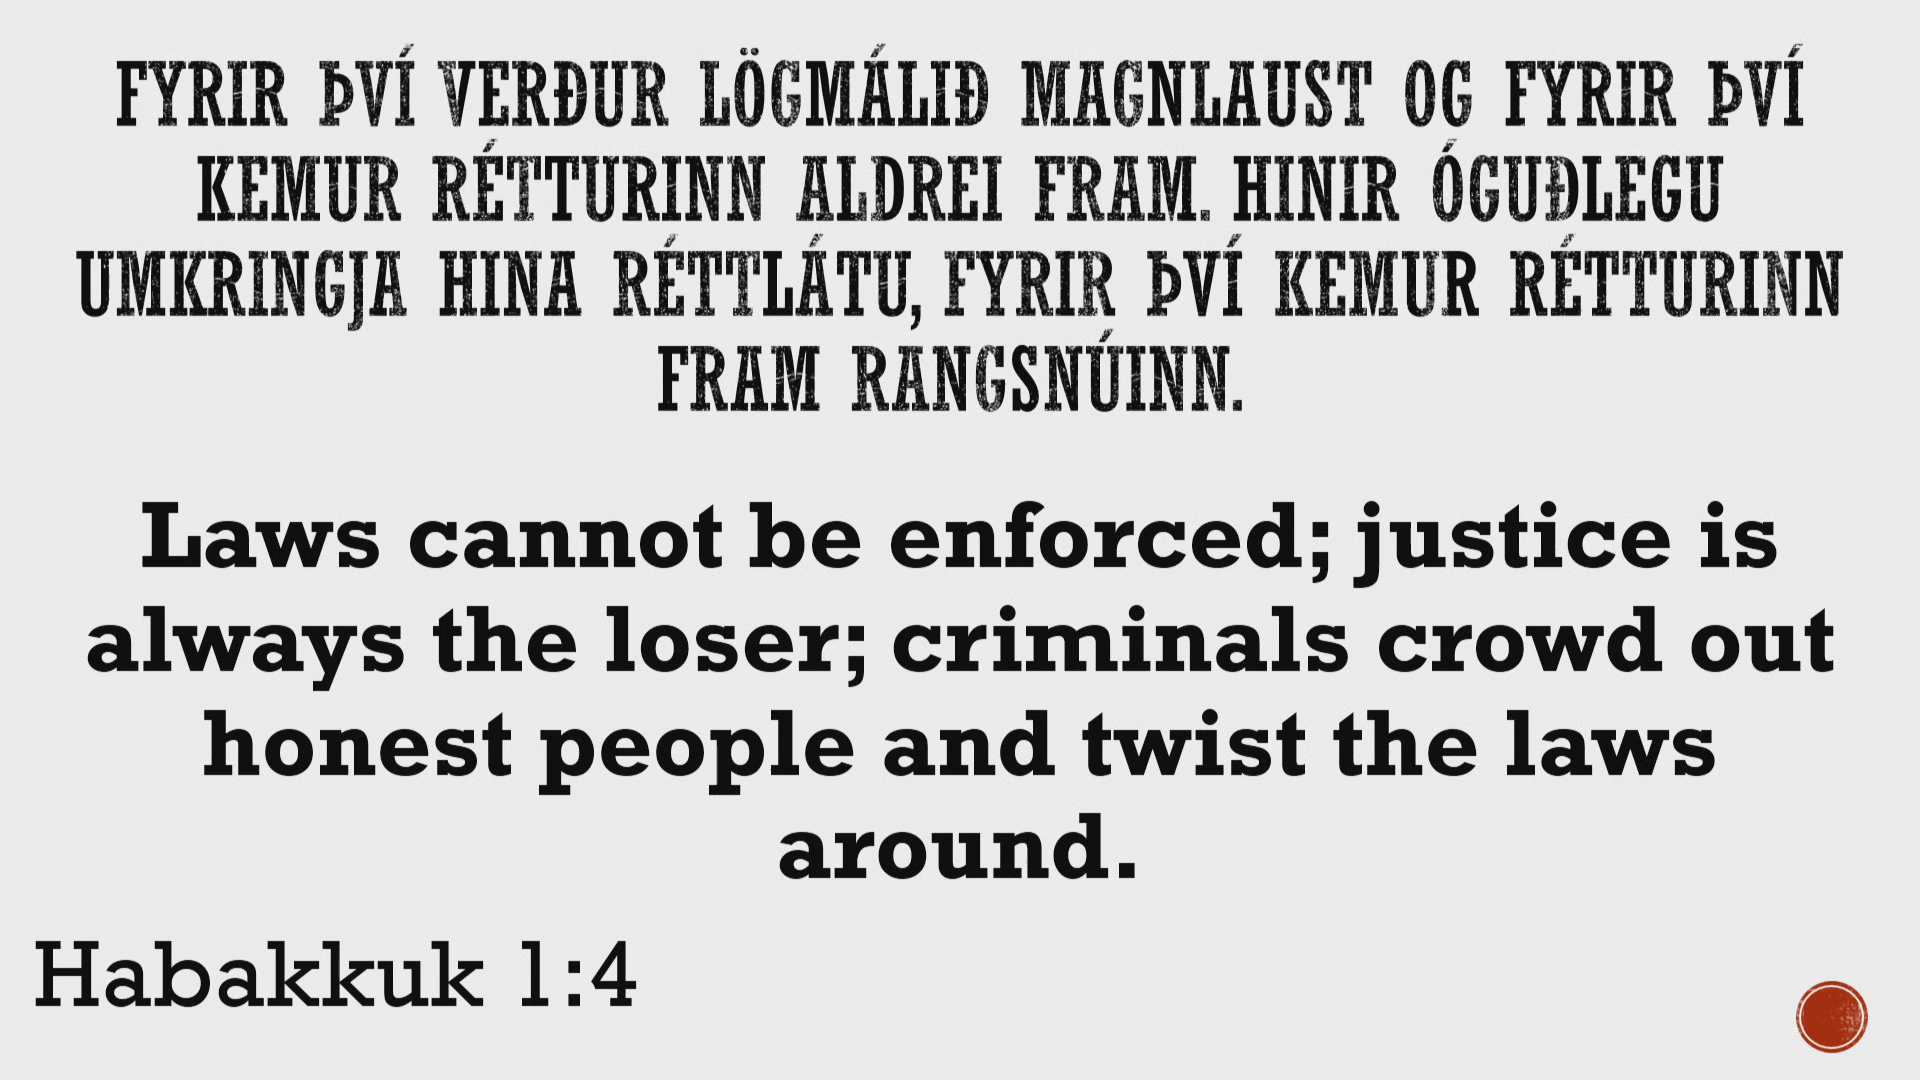 FYRIR ÞVÍ VERÐUR LÖGMÁLIÐ MAGNLAUST OG FYRIR ÞVÍ
KEMUR RÉTTURINN ALDREI FRAM. HINIR ÓGUÐLEGU
UMKRINGJA HINA RÉTTLÁTU, FYRIR ÞVÍ KEMUR RÉTTURINN
FRAM RANGSNÚINN.
Laws cannot be enforced; justice is
always the loser; criminals crowd out
honest people and twist the laws
around.
Habakkuk 1:4